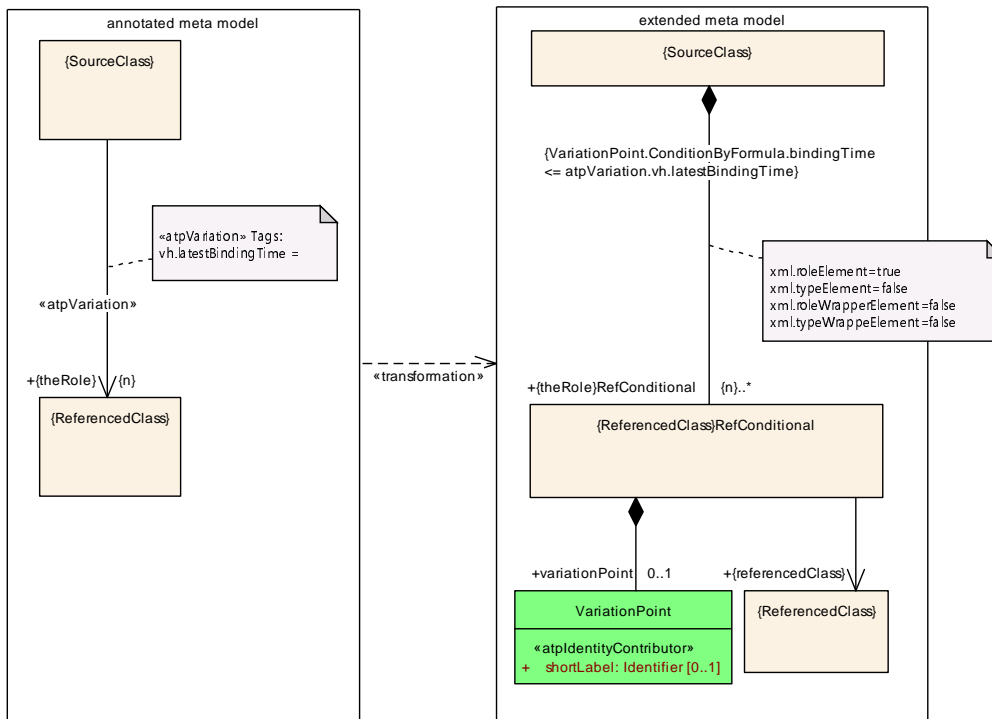 annotated meta model
{SourceClass}
«atpVariation» Tags:
vh.latestBindingTime =
«atpVariation»
+{theRole}
{n}
{ReferencedClass}
«transformation»
extended meta model
{SourceClass}
{VariationPoint.ConditionByFormula.bindingTime
<= atpVariation.vh.latestBindingTime}
xml.roleElement=true
xml.typeElement=false
xml.roleWrapperElement=false
xml.typeWrappeElement=false
+{theRole}RefConditional
{n}..*
{ReferencedClass}RefConditional
+variationPoint
0..1
+{referencedClass}
VariationPoint
«atpIdentityContributor»
+ shortLabel: Identifier [0..1]
{ReferencedClass}